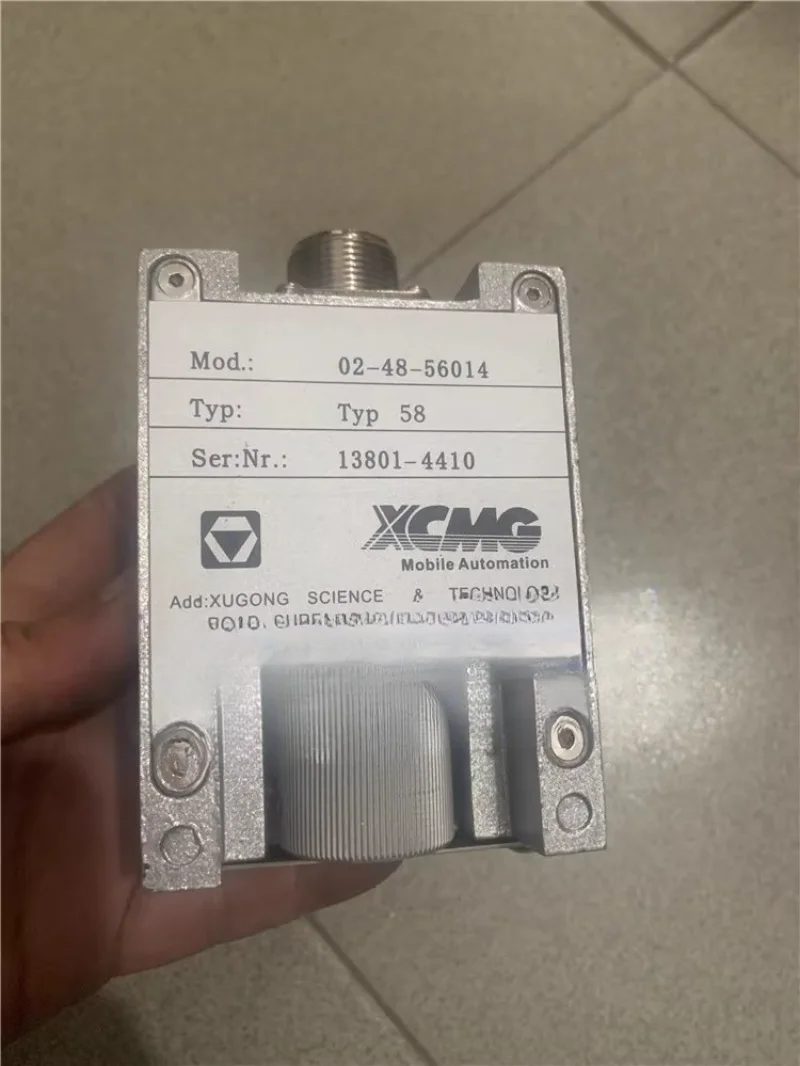 Mod.: 02-48-56014
Typ: Typ 58
Ser:Nr.: 13801-4410
XCMG
Mobile Automation
Add:XUGONG SCIENCE &